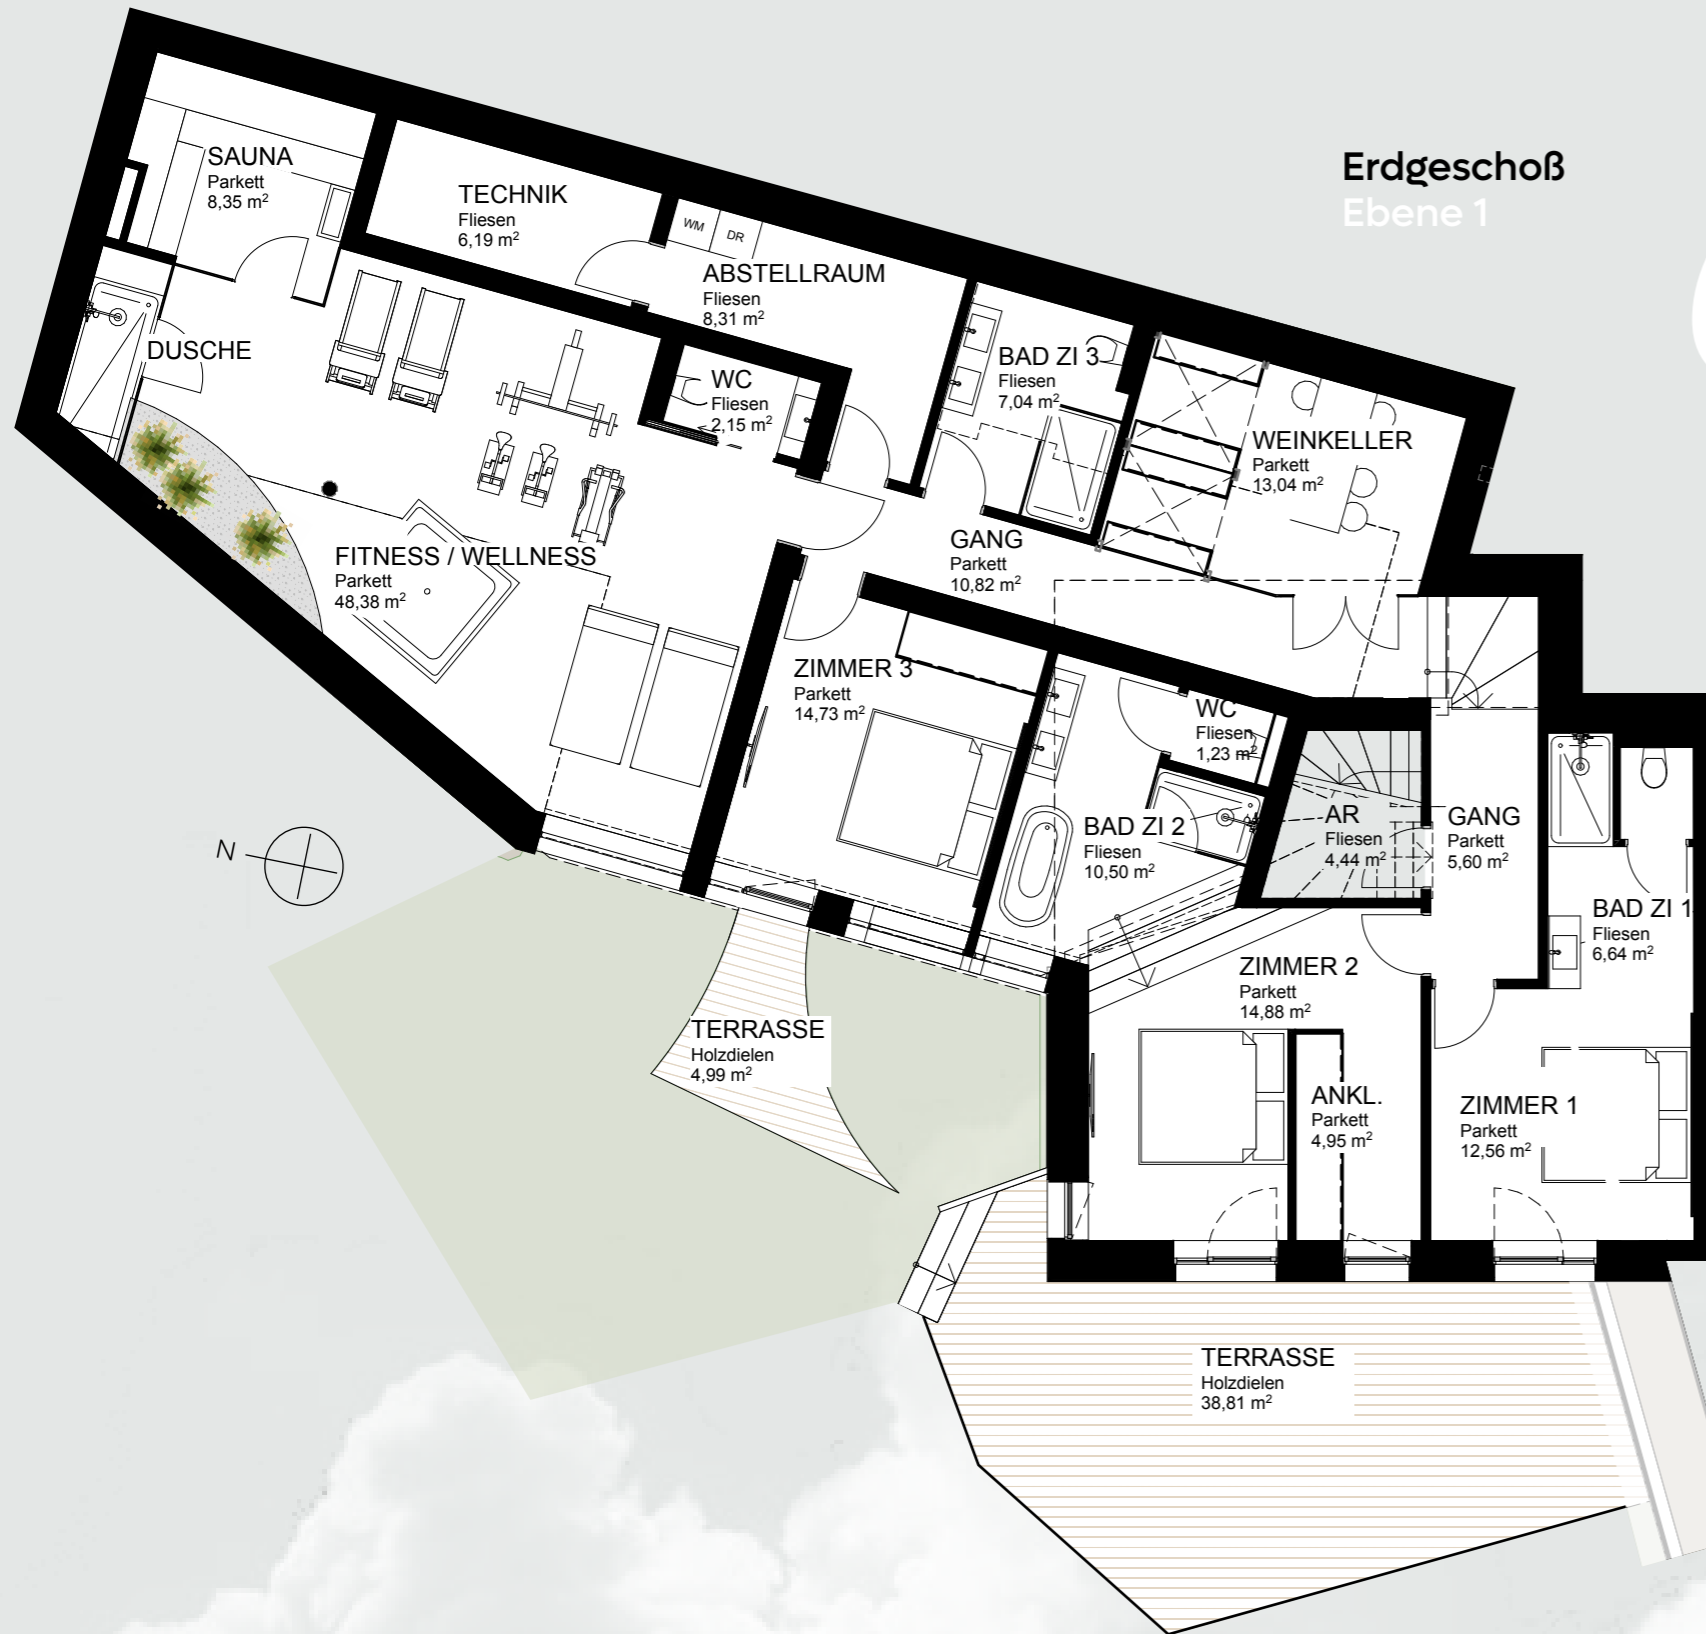 Erdgeschoß
Ebene 1
SAUNA
Parkett
8,35 m²
TECHNIK
Fliesen
6,19 m²
WM
DR
ABSTELLRAUM
Fliesen
8,31 m²
DUSCHE
WC
Fliesen
2,15 m²
BAD ZI 3
Fliesen
7,04 m²
WEINKELLER
Parkett
13,04 m²
FITNESS / WELLNESS
Parkett
48,38 m²
GANG
Parkett
10,82 m²
ZIMMER 3
Parkett
14,73 m²
WC
Fliesen
1,23 m²
BAD ZI 2
Fliesen
10,50 m²
AR
Fliesen
4,44 m²
GANG
Parkett
5,60 m²
N
BAD ZI 1
Fliesen
6,64 m²
ZIMMER 2
Parkett
14,88 m²
TERRASSE
Holzdielen
4,99 m²
ANKL.
Parkett
4,95 m²
ZIMMER 1
Parkett
12,56 m²
TERRASSE
Holzdielen
38,81 m²